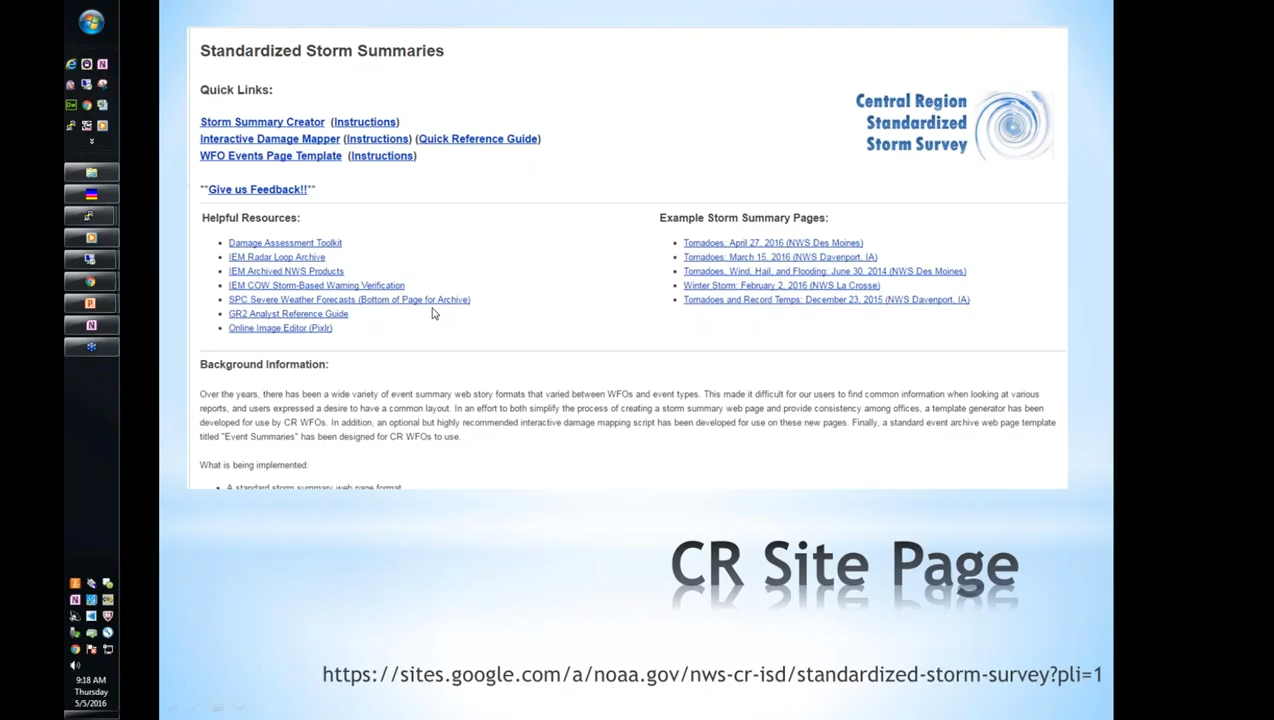 Standardized Storm Summaries
Quick Links:
Storm Summary Creator (Instructions)
Interactive Damage Mapper (Instructions) (Quick Reference Guide)
WFO Events Page Template (Instructions)
**Give us Feedback!!**
Central Region
Standardized
Storm Survey
Helpful Resources:
Damage Assessment Toolkit
IEM Radar Loop Archive
IEM Archived NWS Products
IEM COW Storm-Based Warning Verification
SPC Severe Weather Forecasts (Bottom of Page for Archive)
GR2 Analyst Reference Guide
Online Image Editor (Pixlr)
Example Storm Summary Pages:
Tornadoes: April 27, 2016 (NWS Des Moines)
Tornadoes: March 15, 2016 (NWS Davenport, IA)
Tornadoes, Wind, Hail, and Flooding: June 30, 2014 (NWS Des Moines)
Winter Storm: February 2, 2016 (NWS La Crosse)
Tornadoes and Record Temps: December 23, 2015 (NWS Davenport, IA)
Background Information:
Over the years, there has been a wide variety of event summary web story formats that varied between WFOs and event types. This made it difficult for our users to find common information when looking at various
reports, and users expressed a desire to have a common layout. In an effort to both simplify the process of creating a storm summary web page and provide consistency among offices, a template generator has been
developed for use by CR WFOs. In addition, an optional but highly recommended interactive damage mapping script has been developed for use on these new pages. Finally, a standard event archive web page template
titled "Event Summaries" has been designed for CR WFOs to use.
What is being implemented:
A standard storm summary web page format
CR Site Page
https://sites.google.com/a/noaa.gov/nws-cr-isd/standardized-storm-survey?pli=1
9:18 AM
Thursday
5/5/2016